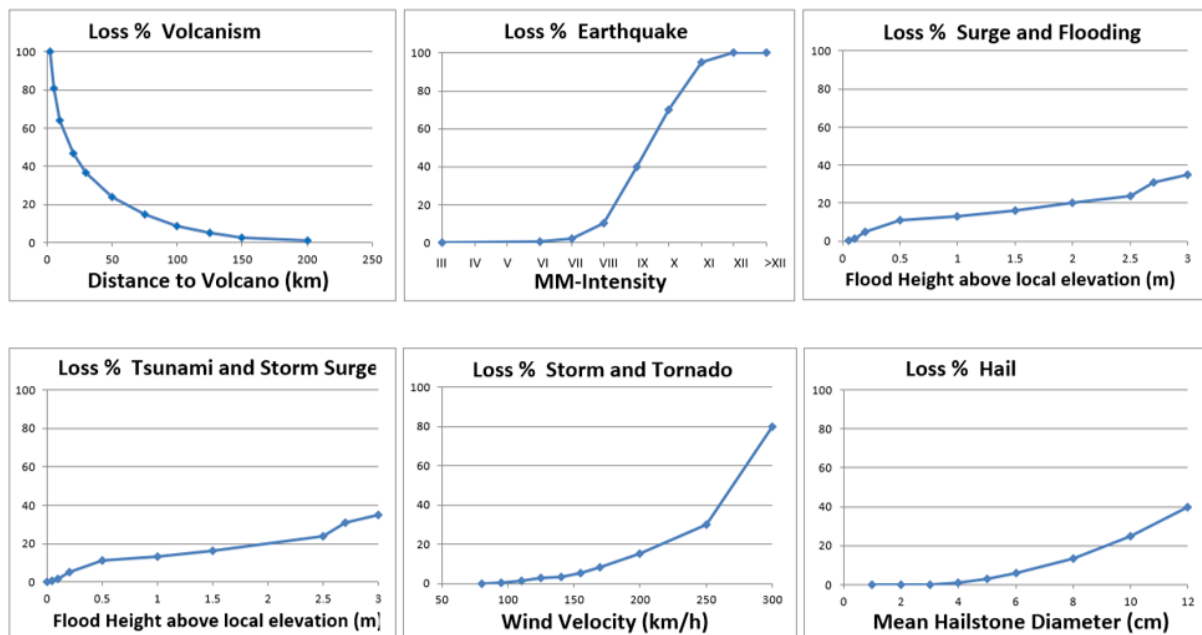 Loss % Volcanism
100
80
60
40
20
0
0 50 100 150 200 250
Distance to Volcano (km)
Loss % Earthquake
100
80
60
40
20
0
III IV V VI VII VIII IX X XI XII >XII
MM-Intensity
Loss % Surge and Flooding
100
80
60
40
20
0
0 0.5 1 1.5 2 2.5 3
Flood Height above local elevation (m)
Loss % Tsunami and Storm Surge
100
80
60
40
20
0
0 0.5 1 1.5 2 2.5 3
Flood Height above local elevation (m)
Loss % Storm and Tornado
100
80
60
40
20
0
50 100 150 200 250 300
Wind Velocity (km/h)
Loss % Hail
100
80
60
40
20
0
0 2 4 6 8 10 12
Mean Hailstone Diameter (cm)